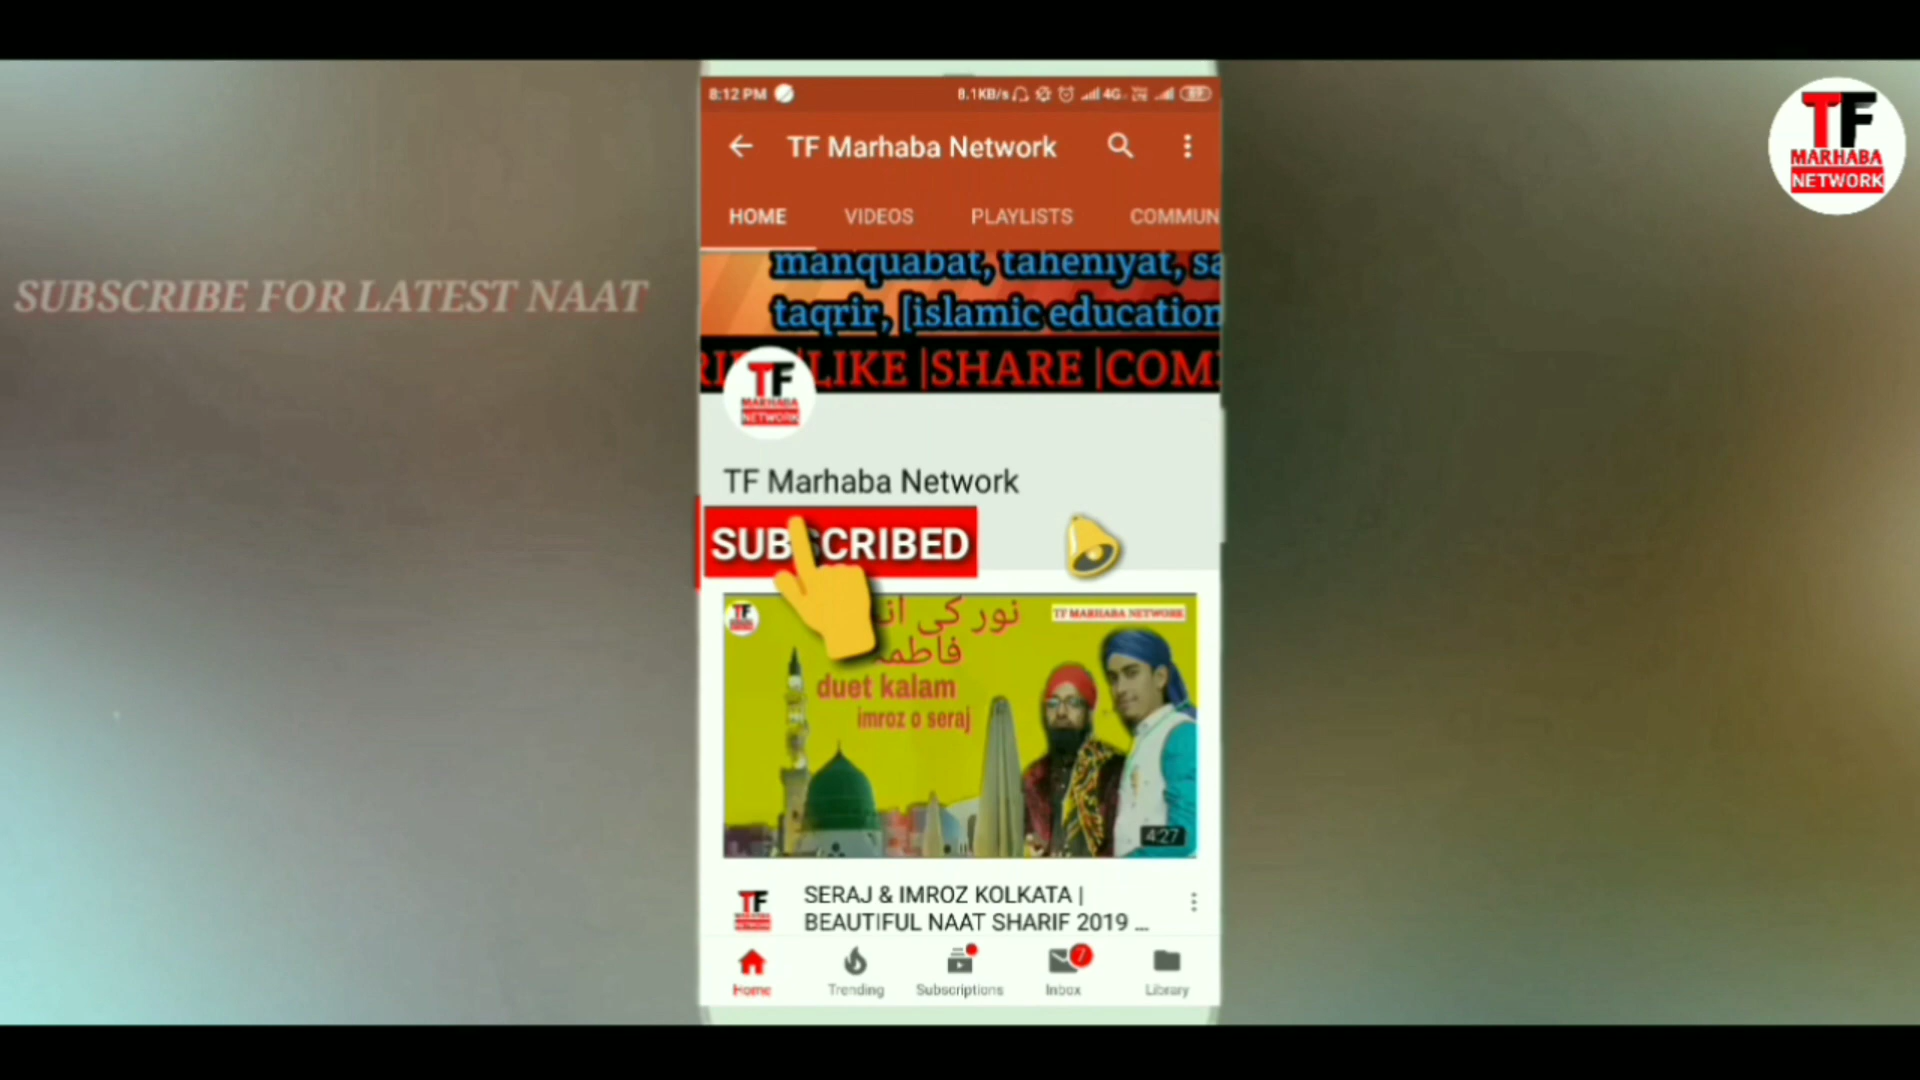 8:12 PM
8.1KB/s
4G
TF Marhaba Network
HOME
VIDEOS
PLAYLISTS
COMMUN
manquabat, taheniyat, sa
taqrir, [islamic education
LIKE |SHARE |COM
TF
MARHABA
NETWORK
TF Marhaba Network
SUBSCRIBED
TF
TF MARHABA NETWORK
نور کی
duet kalam
imroz o seraj
4:27
TF
SERAJ & IMROZ KOLKATA |
BEAUTIFUL NAAT SHARIF 2019 ...
Home
Trending
Subscriptions
7
Inbox
Library
SUBSCRIBE FOR LATEST NAAT
TF
MARHABA
NETWORK